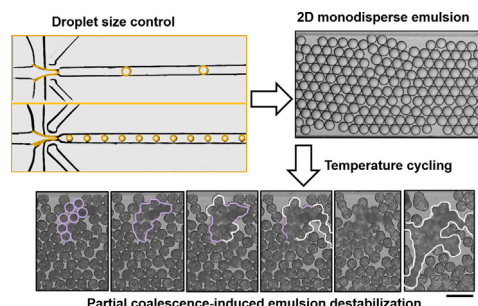 Droplet size control
2D monodisperse emulsion
Temperature cycling
Partial coalescence-induced emulsion destabilization